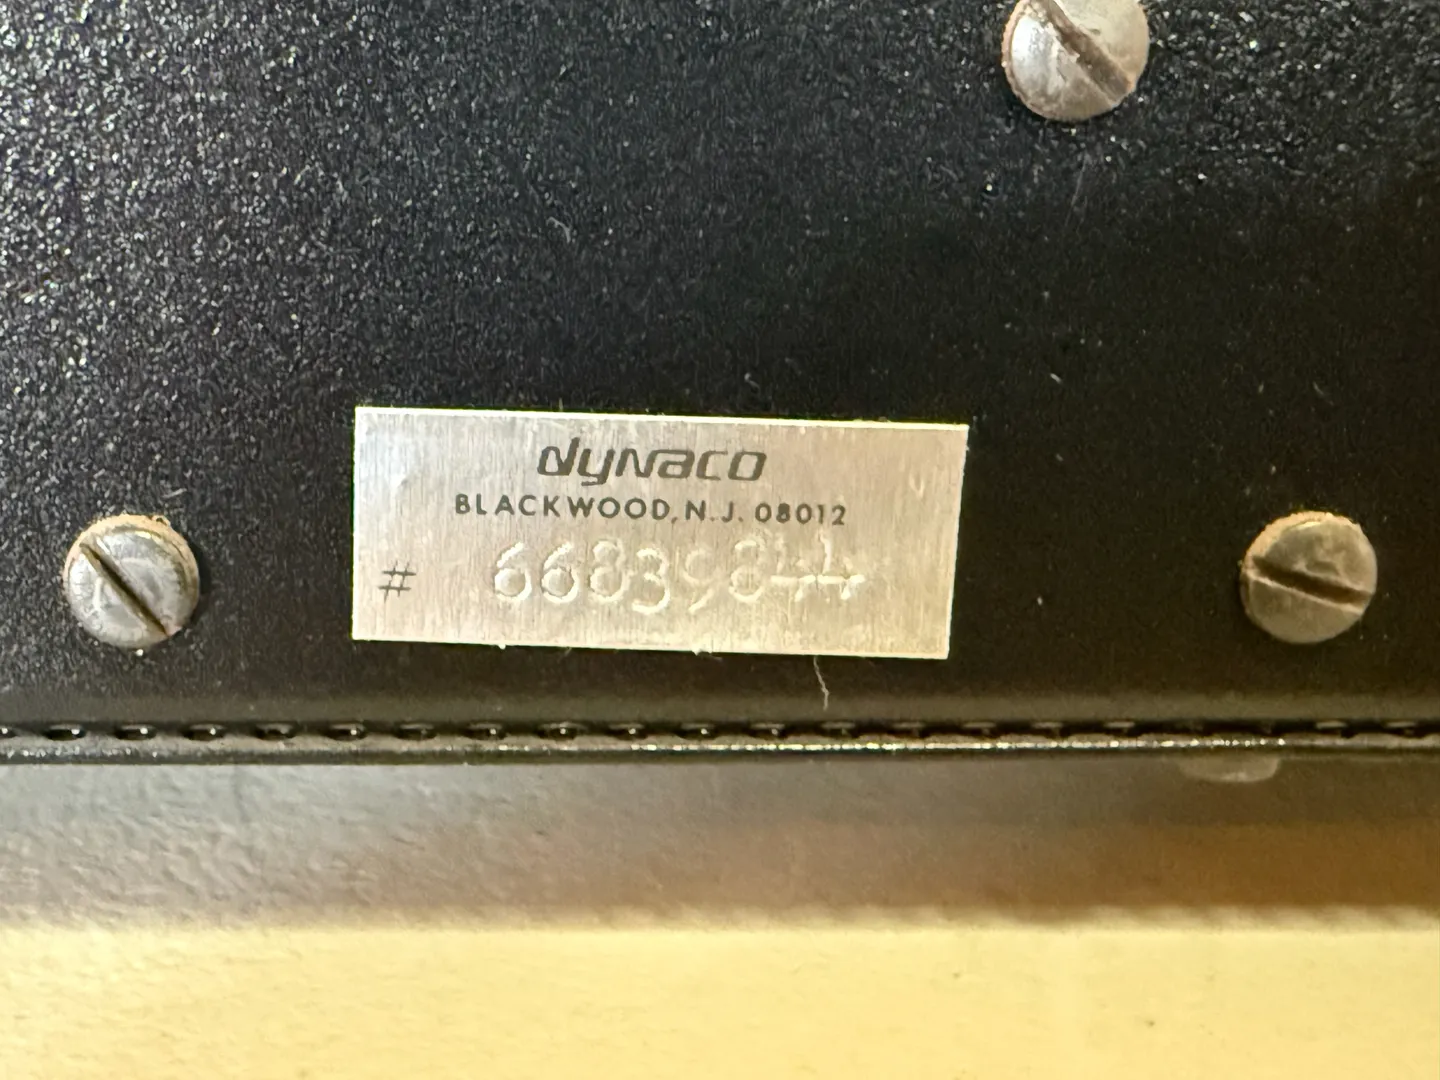 dynaco
BLACKWOOD, N.J. 08012
# 66839844